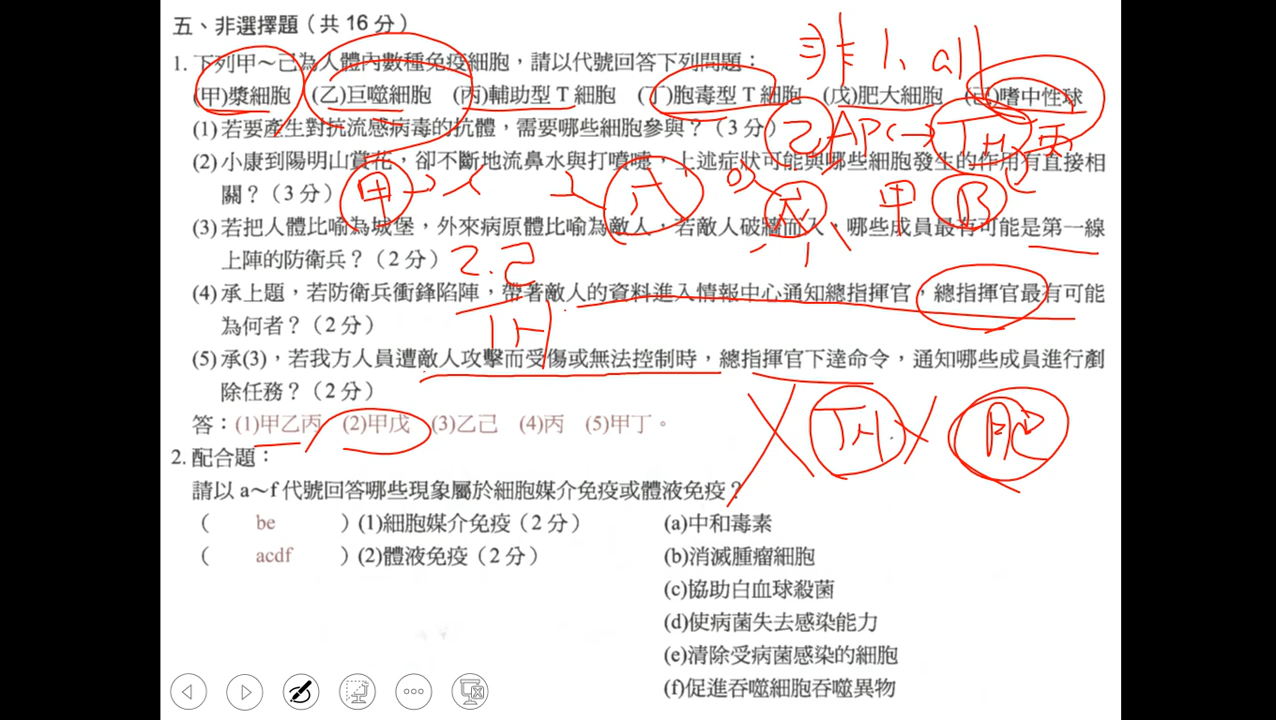 五、非選擇題（共 16 分）
非 1. all
1. 下列甲～己為人體內數種免疫細胞，請以代號回答下列問題：
(甲)漿細胞 (乙)巨噬細胞 (丙)輔助型 T 細胞 (丁)胞毒型 T 細胞 (戊)肥大細胞 (己)嗜中性球
(1)若要產生對抗流感病毒的抗體，需要哪些細胞參與？（3 分）
乙 APC → TH 丙
(2)小康到陽明山賞花，卻不斷地流鼻水與打噴嚏，上述症狀可能與哪些細胞發生的作用有直接相
關？（3 分）
甲 甲 B
(3)若把人體比喻為城堡，外來病原體比喻為敵人，若敵人破牆而入，哪些成員最有可能是第一線
上陣的防衛兵？（2 分）
(4)承上題，若防衛兵衝鋒陷陣，帶著敵人的資料進入情報中心通知總指揮官，總指揮官最有可能
為何者？（2 分）
TH
(5)承(3)，若我方人員遭敵人攻擊而受傷或無法控制時，總指揮官下達命令，通知哪些成員進行剷
除任務？（2 分）
TH
答：(1)甲乙丙 (2)甲戊 (3)乙己 (4)丙 (5)甲丁。
2. 配合題：
請以 a～f 代號回答哪些現象屬於細胞媒介免疫或體液免疫？
（ be ）(1)細胞媒介免疫（2 分） (a)中和毒素
（ acdf ）(2)體液免疫（2 分） (b)消滅腫瘤細胞
(c)協助白血球殺菌
(d)使病菌失去感染能力
(e)清除受病菌感染的細胞
(f)促進吞噬細胞吞噬異物